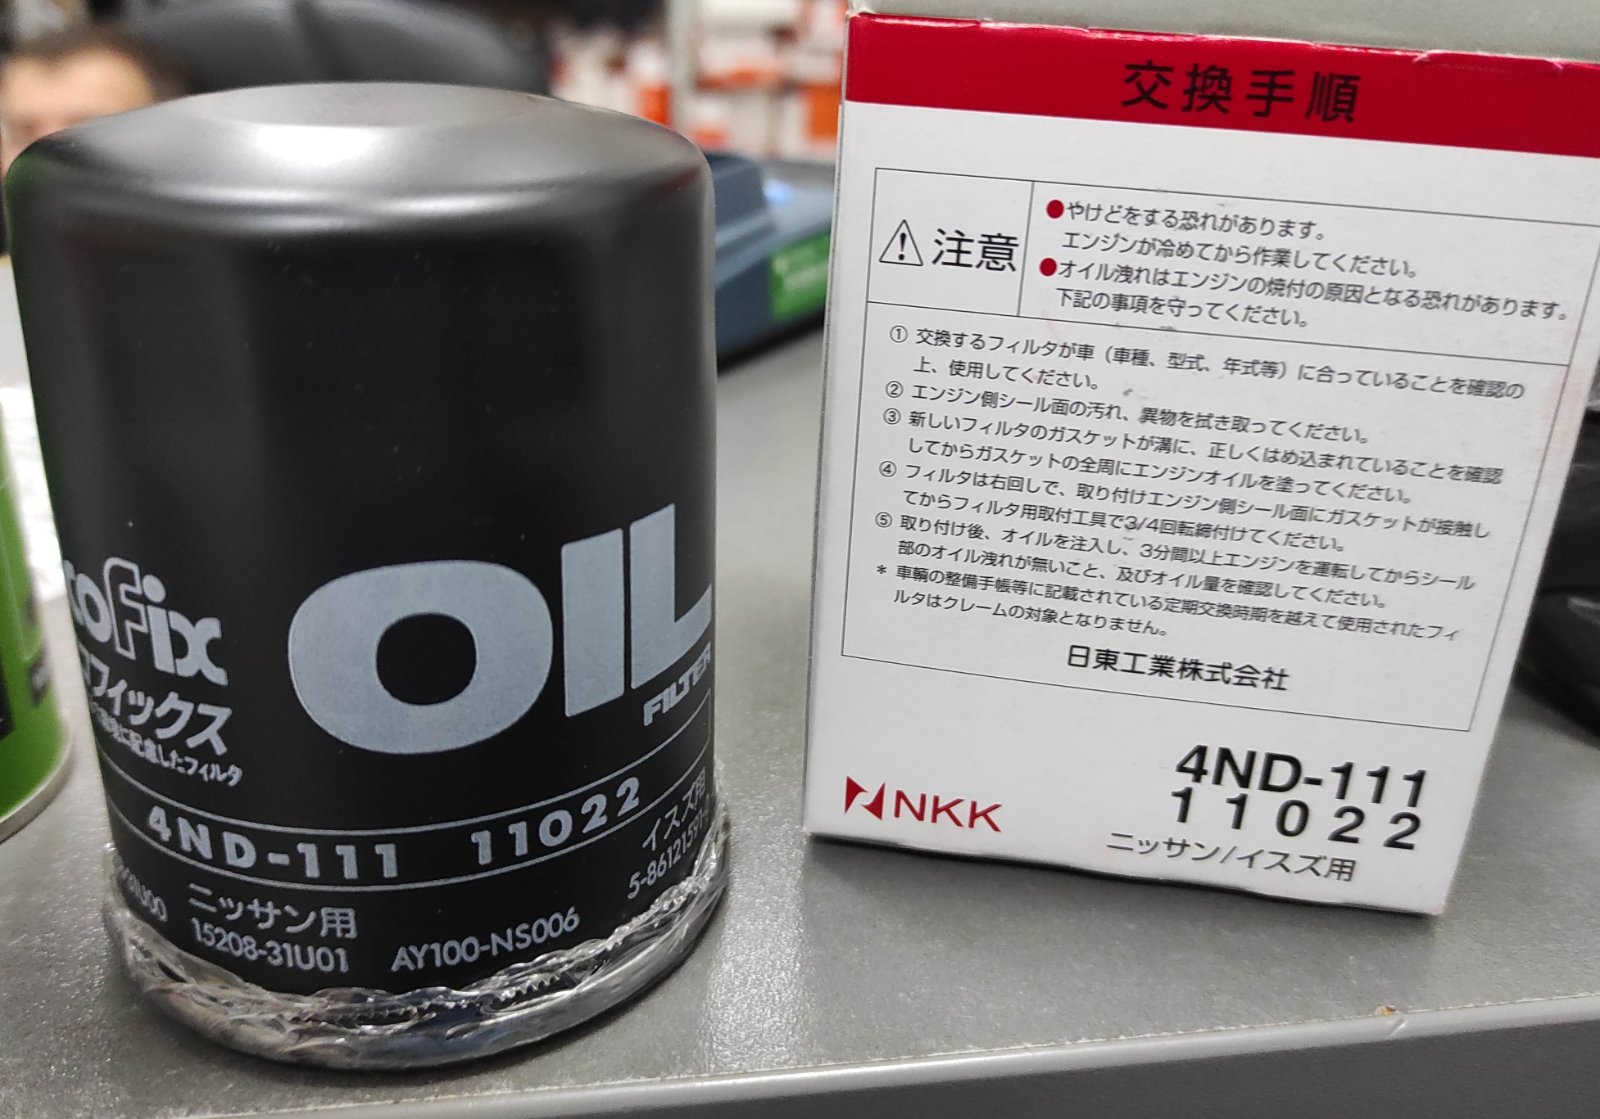 coFix
フィックス
に配慮したフィルタ
OIL
FILTER
4ND-111 11022
ニッサン用
15208-31U01
AY100-NS006
イスズ用
交換手順
注意
●やけどをする恐れがあります。
エンジンが冷めてから作業してください。
●オイル洩れはエンジンの焼付の原因となる恐れがあります。
下記の事項を守ってください。
① 交換するフィルタが車（車種、型式、年式等）に合っていることを確認の
上、使用してください。
② エンジン側シール面の汚れ、異物を拭き取ってください。
③ 新しいフィルタのガスケットが溝に、正しくはめ込まれていることを確認
してからガスケットの全周にエンジンオイルを塗ってください。
④ フィルタは右回しで、取り付けエンジン側シール面にガスケットが接触し
てからフィルタ用取付工具で3/4回転締付けてください。
⑤ 取り付け後、オイルを注入し、3分間以上エンジンを運転してからシール
部のオイル洩れが無いこと、及びオイル量を確認してください。
* 車輛の整備手帳等に記載されている定期交換時期を越えて使用されたフィ
ルタはクレームの対象となりません。
日東工業株式会社
NKK
4ND-111
11022
ニッサン/イスズ用